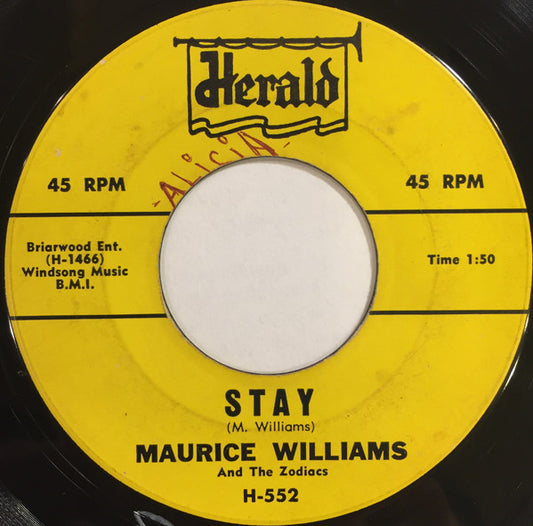 Herald
ALiCiA
45 RPM
45 RPM
Briarwood Ent.
(H-1466)
Windsong Music
B.M.I.
Time 1:50
STAY
(M. Williams)
MAURICE WILLIAMS
And The Zodiacs
H-552